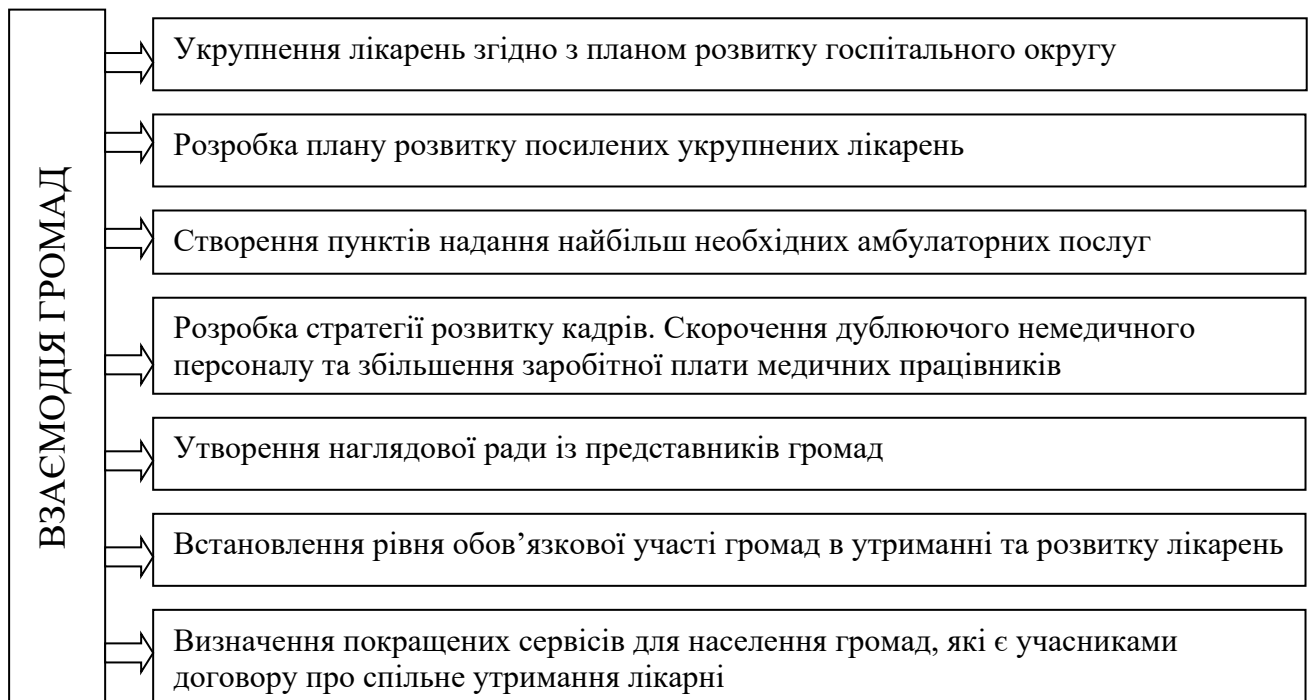 ВЗАЄМОДІЯ ГРОМАД
Укрупнення лікарень згідно з планом розвитку госпітального округу
Розробка плану розвитку посилених укрупнених лікарень
Створення пунктів надання найбільш необхідних амбулаторних послуг
Розробка стратегії розвитку кадрів. Скорочення дублюючого немедичного
персоналу та збільшення заробітної плати медичних працівників
Утворення наглядової ради із представників громад
Встановлення рівня обов’язкової участі громад в утриманні та розвитку лікарень
Визначення покращених сервісів для населення громад, які є учасниками
договору про спільне утримання лікарні